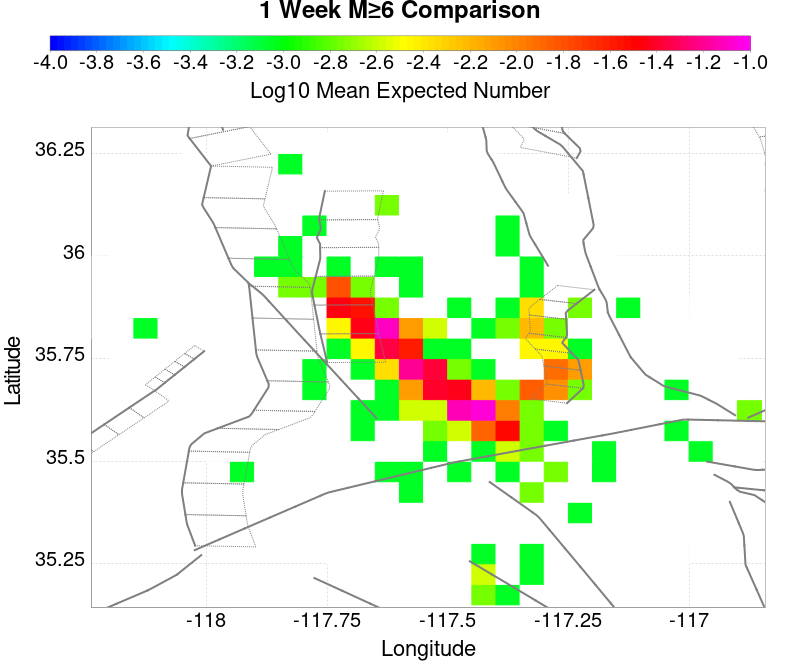 1 Week M≥6 Comparison
-4.0 -3.8 -3.6 -3.4 -3.2 -3.0 -2.8 -2.6 -2.4 -2.2 -2.0 -1.8 -1.6 -1.4 -1.2 -1.0
Log10 Mean Expected Number
36.25
36
35.75
35.5
35.25
Latitude
-118 -117.75 -117.5 -117.25 -117
Longitude